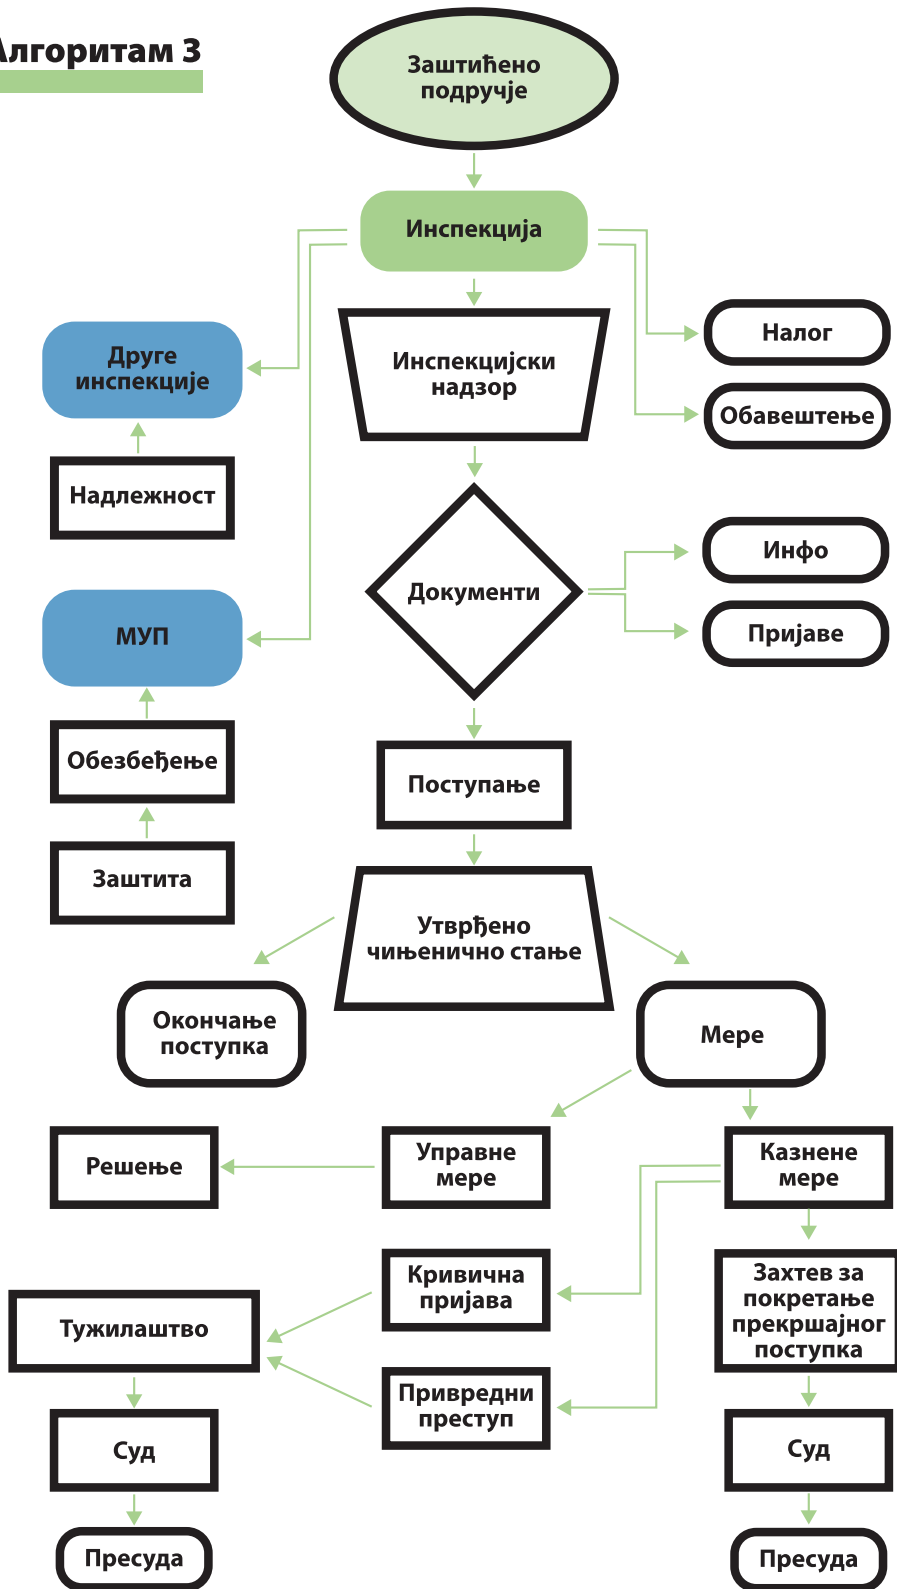 Алгоритам 3
Заштићено
подручје
Инспекција
Друге
инспекције
Инспекцијски
надзор
Налог
Обавештење
Надлежност
Документи
Инфо
Пријаве
МУП
Обезбеђење
Поступање
Заштита
Утврђено
чињенично стање
Окончање
поступка
Мере
Решење
Управне
мере
Казнене
мере
Кривична
пријава
Захтев за
покретање
прекршајног
поступка
Тужилаштво
Привредни
преступ
Суд
Суд
Пресуда
Пресуда